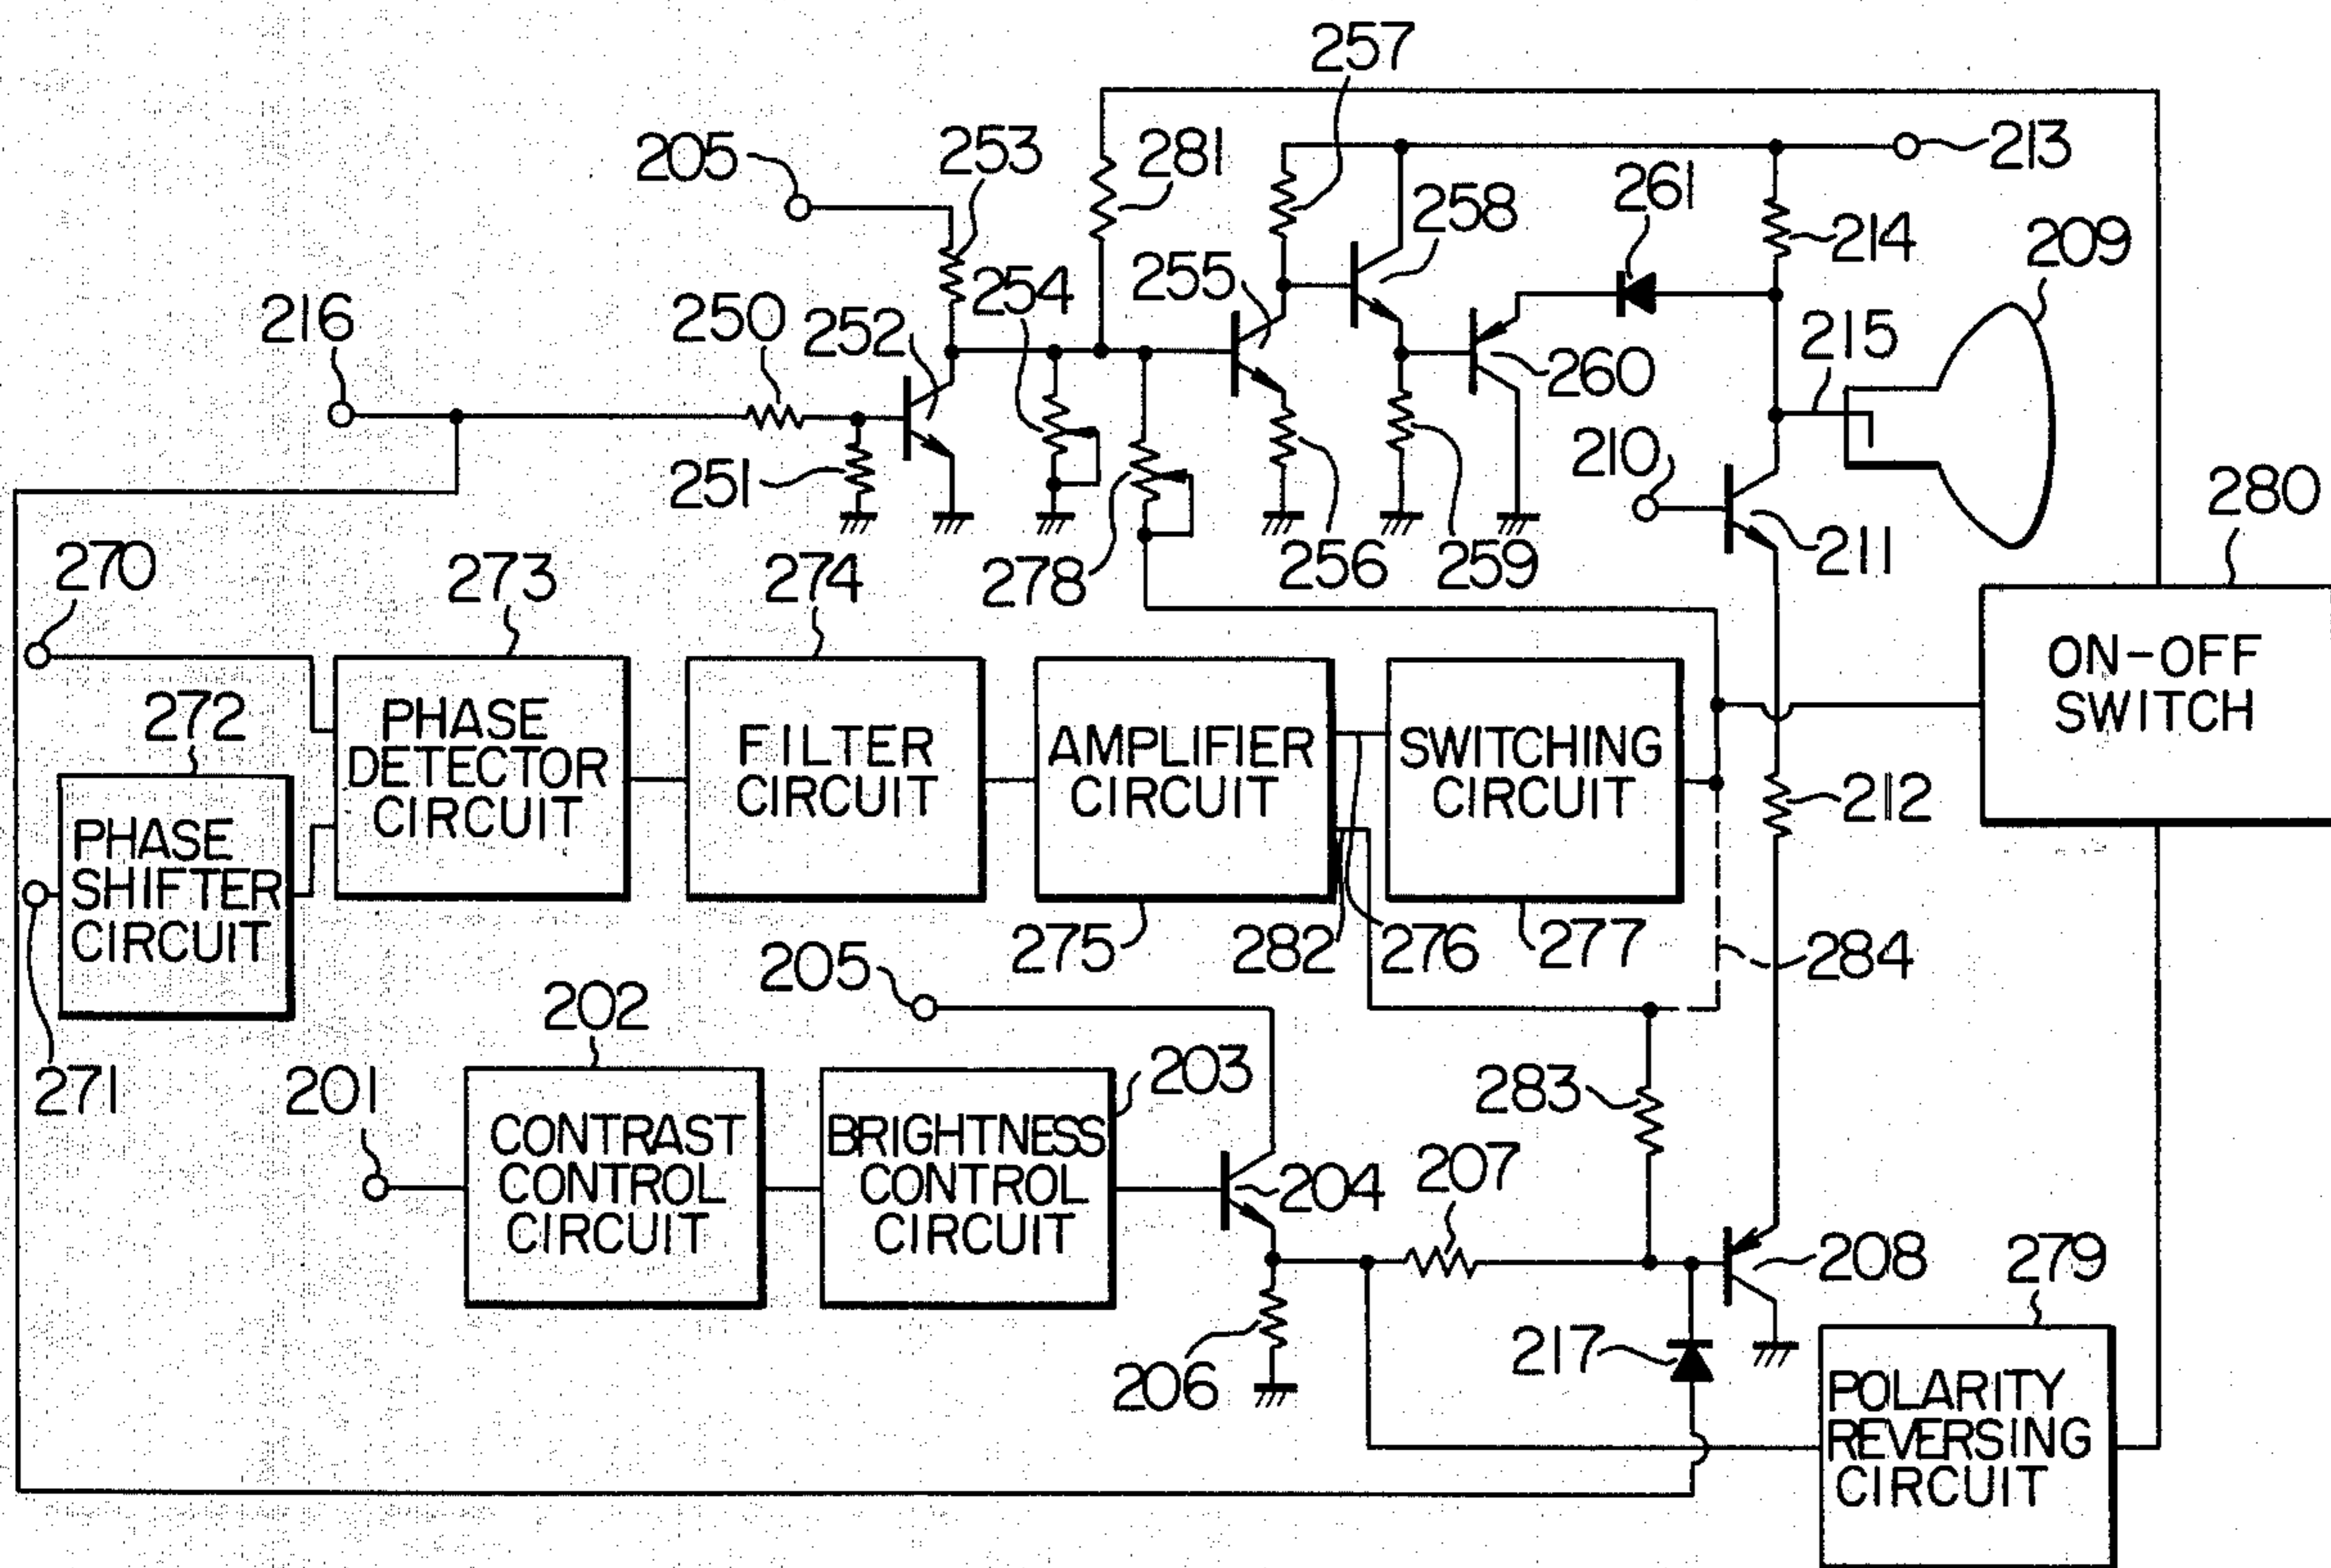 257
205
253
281
213
258
261
214
209
216
250
252
254
255
215
260
210
251
280
270
273
274
278
256
259
211
ON-OFF
SWITCH
272
PHASE
DETECTOR
CIRCUIT
FILTER
CIRCUIT
AMPLIFIER
CIRCUIT
SWITCHING
CIRCUIT
212
PHASE
SHIFTER
CIRCUIT
275
282
276
277
284
205
202
271
201
203
283
CONTRAST
CONTROL
CIRCUIT
BRIGHTNESS
CONTROL
CIRCUIT
204
207
208
279
206
217
POLARITY
REVERSING
CIRCUIT